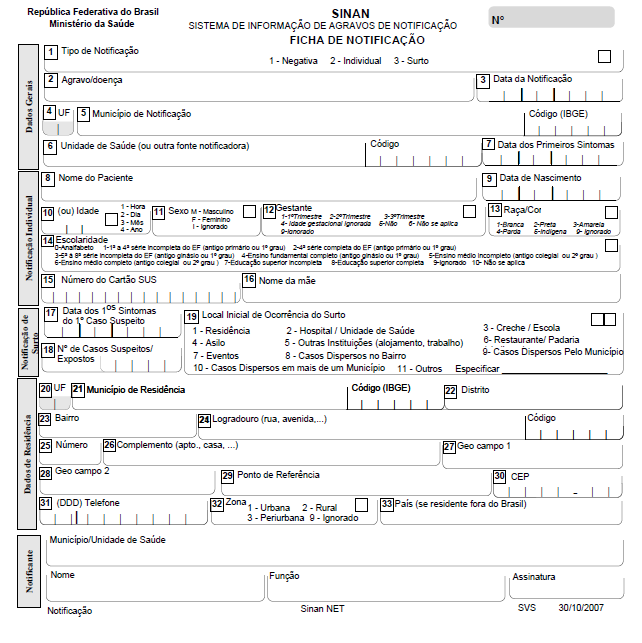 República Federativa do Brasil
Ministério da Saúde
SINAN
SISTEMA DE INFORMAÇÃO DE AGRAVOS DE NOTIFICAÇÃO
FICHA DE NOTIFICAÇÃO
Nº
Dados Gerais
1 Tipo de Notificação
1 - Negativa 2 - Individual 3 - Surto
2 Agravo/doença
3 Data da Notificação
4 UF
5 Município de Notificação
Código (IBGE)
6 Unidade de Saúde (ou outra fonte notificadora)
Código
7 Data dos Primeiros Sintomas
Notificação Individual
8 Nome do Paciente
9 Data de Nascimento
10 (ou) Idade
1 - Hora
2 - Dia
3 - Mês
4 - Ano
11 Sexo M - Masculino
F - Feminino
I - Ignorado
12 Gestante
1-1ºTrimestre 2-2ºTrimestre 3-3ºTrimestre
4- Idade gestacional Ignorada 5-Não 6- Não se aplica
9-Ignorado
13 Raça/Cor
1-Branca 2-Preta 3-Amarela
4-Parda 5-Indígena 9- Ignorado
14 Escolaridade
0-Analfabeto 1-1ª a 4ª série incompleta do EF (antigo primário ou 1º grau) 2-4ª série completa do EF (antigo primário ou 1º grau)
3-5ª à 8ª série incompleta do EF (antigo ginásio ou 1º grau) 4-Ensino fundamental completo (antigo ginásio ou 1º grau) 5-Ensino médio incompleto (antigo colegial ou 2º grau )
6-Ensino médio completo (antigo colegial ou 2º grau ) 7-Educação superior incompleta 8-Educação superior completa 9-Ignorado 10- Não se aplica
15 Número do Cartão SUS
16 Nome da mãe
Notificação de
Surto
17 Data dos 1os Sintomas
do 1º Caso Suspeito
18 Nº de Casos Suspeitos/
Expostos
19 Local Inicial de Ocorrência do Surto
1 - Residência 2 - Hospital / Unidade de Saúde 3 - Creche / Escola
4 - Asilo 5 - Outras Instituições (alojamento, trabalho) 6- Restaurante/ Padaria
7 - Eventos 8 - Casos Dispersos no Bairro 9- Casos Dispersos Pelo Município
10 - Casos Dispersos em mais de um Município 11 - Outros Especificar
Dados de Residência
20 UF
21 Município de Residência
Código (IBGE)
22 Distrito
23 Bairro
24 Logradouro (rua, avenida,...)
Código
25 Número
26 Complemento (apto., casa, ...)
27 Geo campo 1
28 Geo campo 2
29 Ponto de Referência
30 CEP
-
31 (DDD) Telefone
32 Zona 1 - Urbana 2 - Rural
3 - Periurbana 9 - Ignorado
33 País (se residente fora do Brasil)
Notificante
Município/Unidade de Saúde
Nome
Função
Assinatura
Notificação
Sinan NET
SVS 30/10/2007